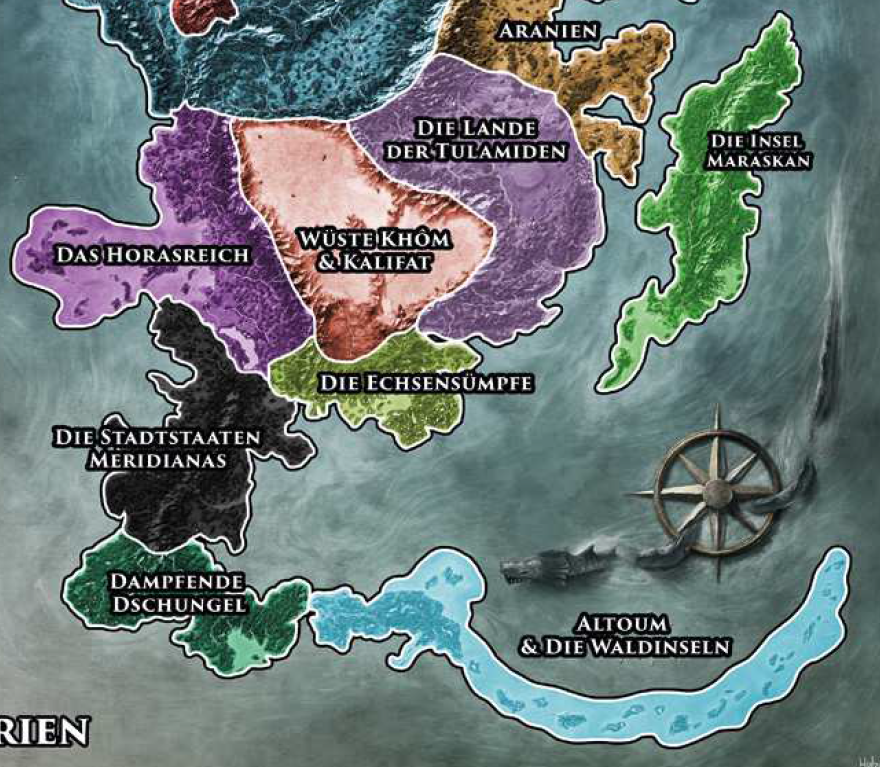 ARANIEN
DIE LANDE
DER TULAMIDEN
DIE INSEL
MARASKAN
DAS HORASREICH
WÜSTE KHÔM
& KALIFAT
DIE ECHSENSÜMPFE
DIE STADTSTAATEN
MERIDIANAS
DAMPFENDE
DSCHUNGEL
ALTOUM
& DIE WALDINSELN
RIEN